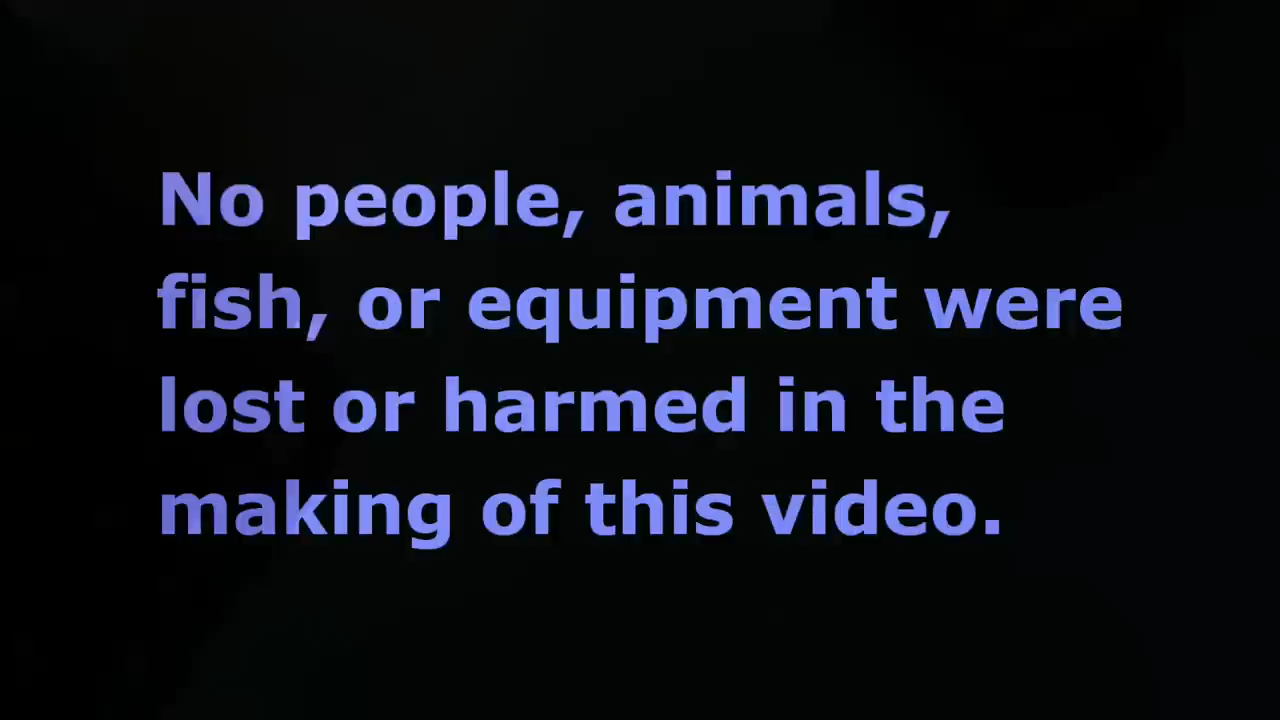 No people, animals,
fish, or equipment were
lost or harmed in the
making of this video.